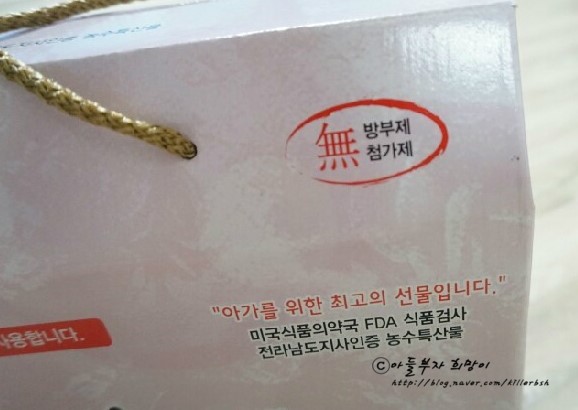 無 방부제
첨가제
"아가를 위한 최고의 선물입니다."
미국식품의약국 FDA 식품검사
전라남도지사인증 농수특산물
사용합니다.
ⓒ아들부자 희망이
http://blog.naver.com/killerbsh